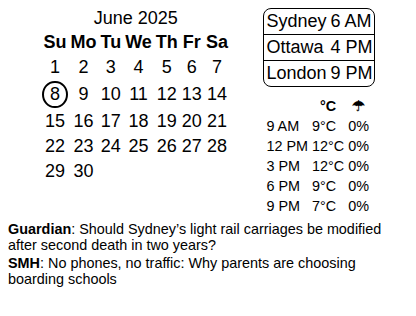 June 2025
Su Mo Tu We Th Fr Sa
1 2 3 4 5 6 7
8 9 10 11 12 13 14
15 16 17 18 19 20 21
22 23 24 25 26 27 28
29 30
Sydney 6 AM
Ottawa 4 PM
London 9 PM
°C ☂
9 AM 9°C 0%
12 PM 12°C 0%
3 PM 12°C 0%
6 PM 9°C 0%
9 PM 7°C 0%
Guardian: Should Sydney’s light rail carriages be modified
after second death in two years?
SMH: No phones, no traffic: Why parents are choosing
boarding schools